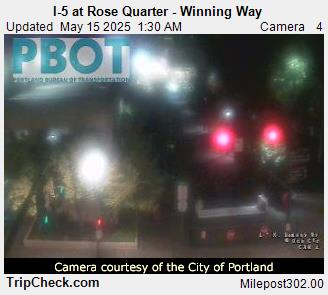 I-5 at Rose Quarter - Winning Way
Updated May 15 2025 1:30 AM Camera 4
PBOT
PORTLAND BUREAU OF TRANSPORTATION
Camera courtesy of the City of Portland
TripCheck.com Milepost302.00